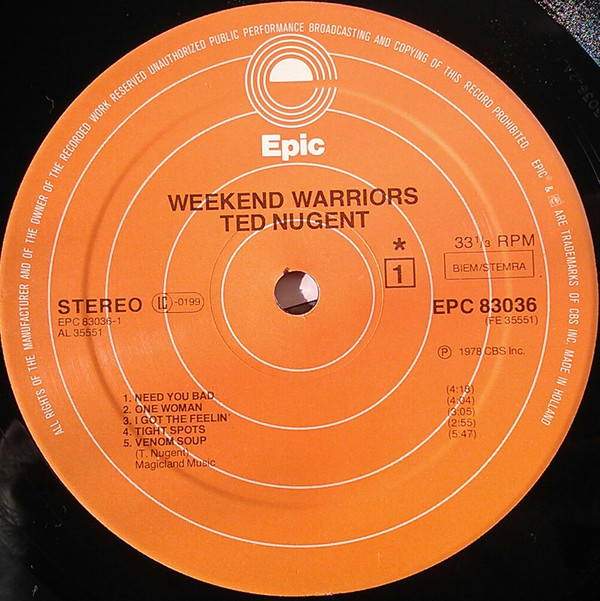 ALL RIGHTS OF THE MANUFACTURER AND OF THE OWNER OF THE RECORDED WORK RESERVED UNAUTHORIZED PUBLIC PERFORMANCE BROADCASTING AND COPYING OF THIS RECORD PROHIBITED. EPIC® & ℗ ARE TRADEMARKS OF CBS INC. MADE IN HOLLAND
Epic
WEEKEND WARRIORS
TED NUGENT
*
1
33 1/3 RPM
BIEM/STEMRA
STEREO LC-0199
EPC 83036-1
AL 35551
EPC 83036
(FE 35551)
℗ 1978 CBS Inc.
1. NEED YOU BAD (4:18)
2. ONE WOMAN (4:04)
3. I GOT THE FEELIN' (3:05)
4. TIGHT SPOTS (2:55)
5. VENOM SOUP (5:47)
(T. Nugent)
Magicland Music